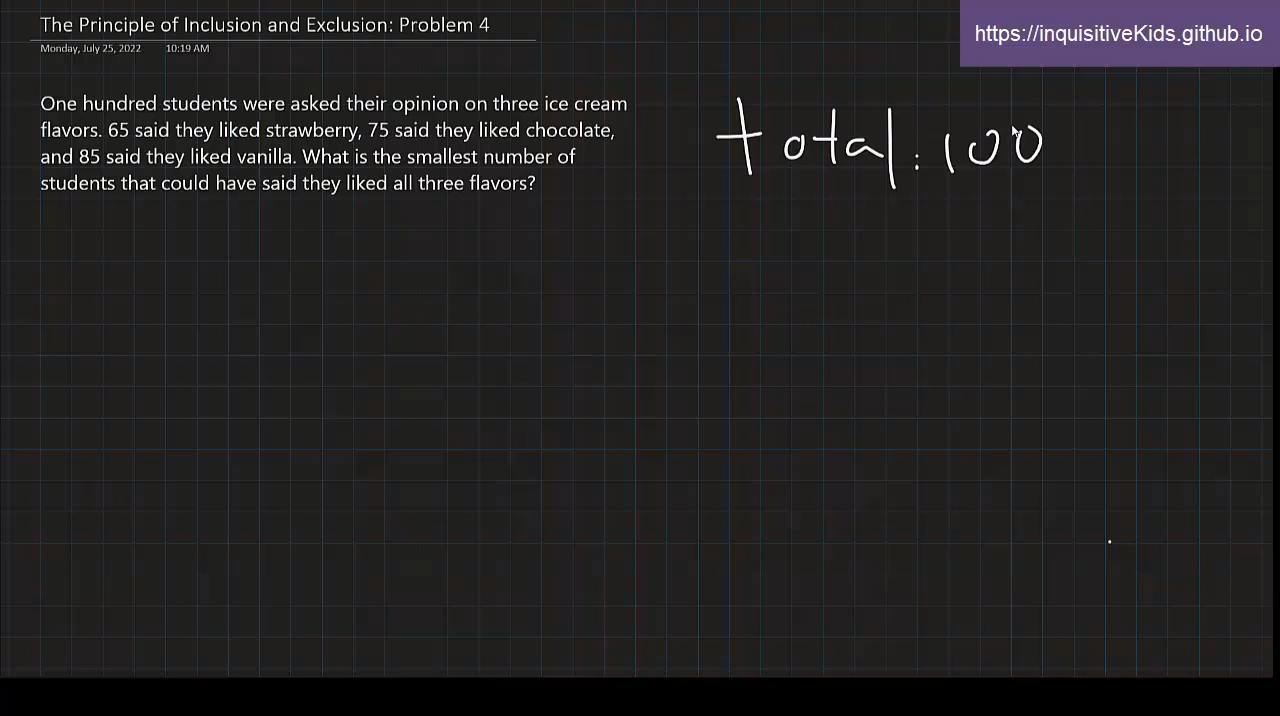 The Principle of Inclusion and Exclusion: Problem 4
Monday, July 25, 2022 10:19 AM
https://inquisitiveKids.github.io
One hundred students were asked their opinion on three ice cream
flavors. 65 said they liked strawberry, 75 said they liked chocolate,
and 85 said they liked vanilla. What is the smallest number of
students that could have said they liked all three flavors?
total: 100